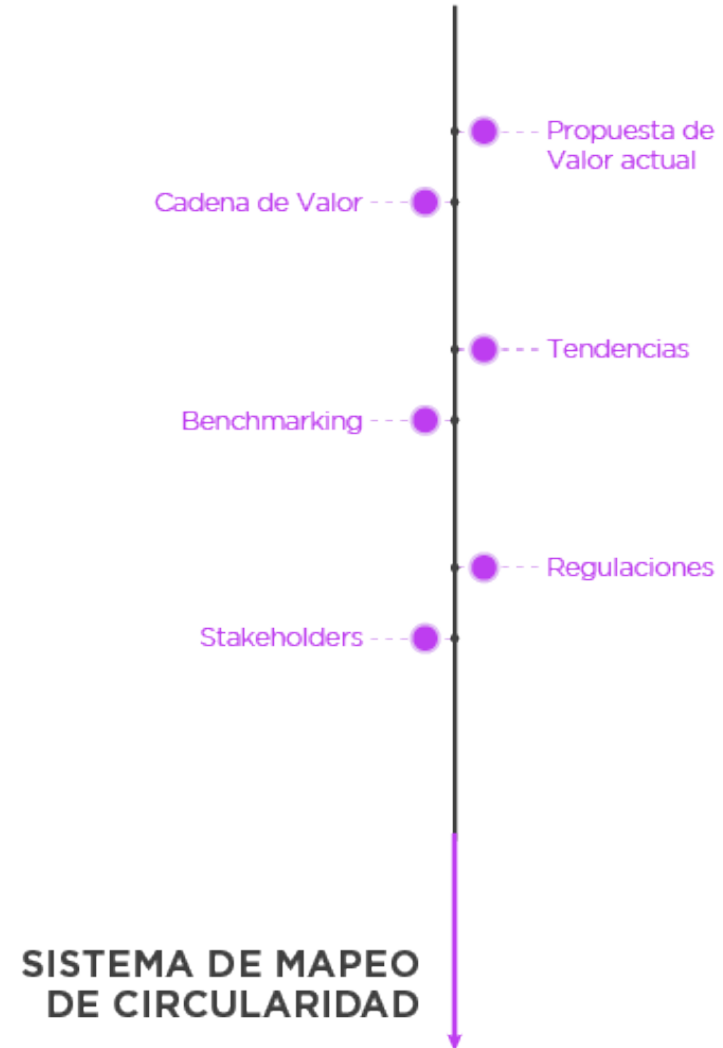 Propuesta de
Valor actual
Cadena de Valor
Tendencias
Benchmarking
Regulaciones
Stakeholders
SISTEMA DE MAPEO
DE CIRCULARIDAD